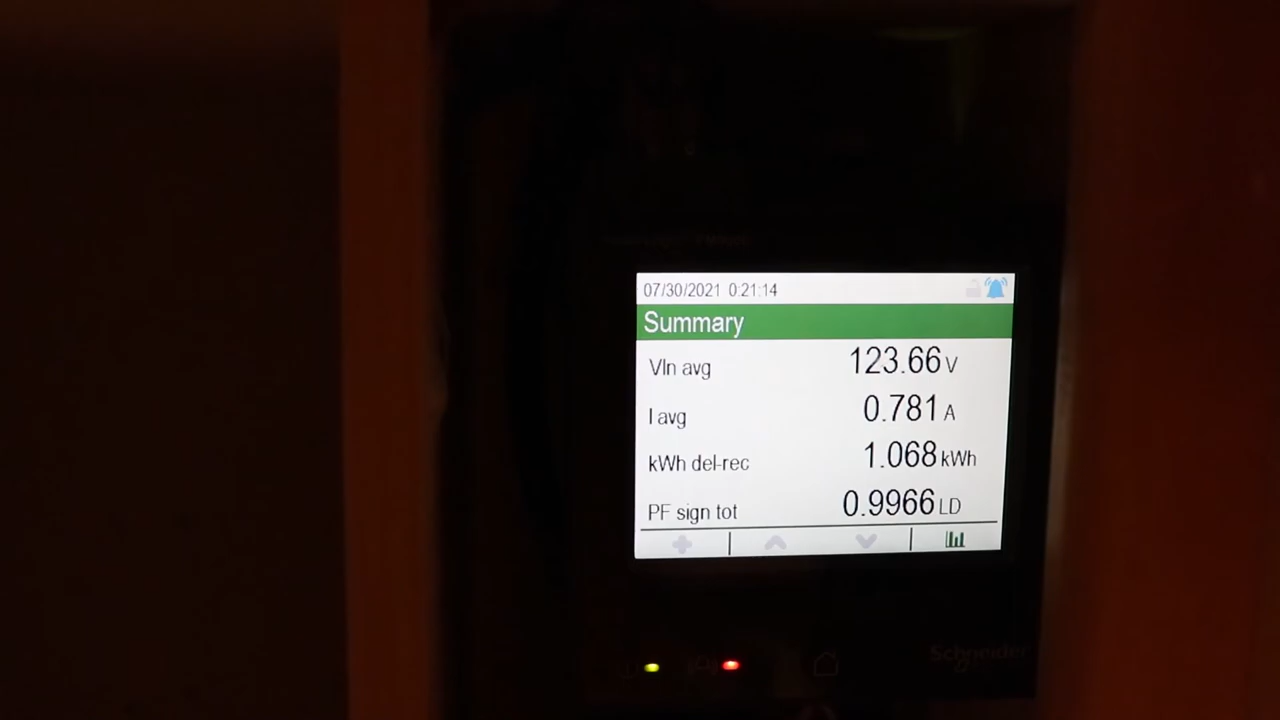 07/30/2021 0:21:14
Summary
Vln avg 123.66 V
I avg 0.781 A
kWh del-rec 1.068 kWh
PF sign tot 0.9966 LD
Schneider